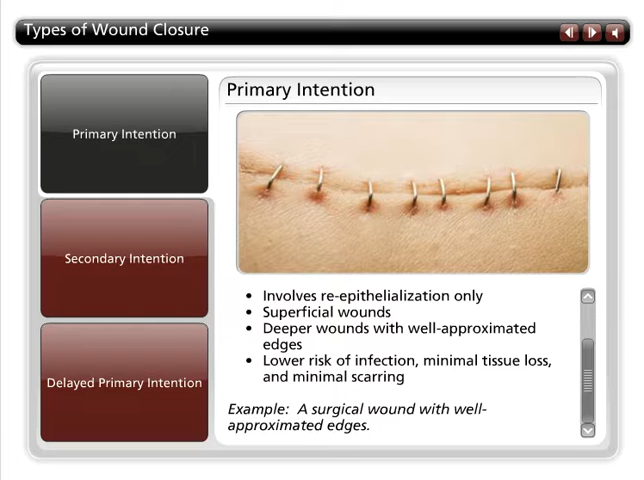 Types of Wound Closure
Primary Intention
Secondary Intention
Delayed Primary Intention
Primary Intention
• Involves re-epithelialization only
• Superficial wounds
• Deeper wounds with well-approximated
edges
• Lower risk of infection, minimal tissue loss,
and minimal scarring
Example: A surgical wound with well-
approximated edges.